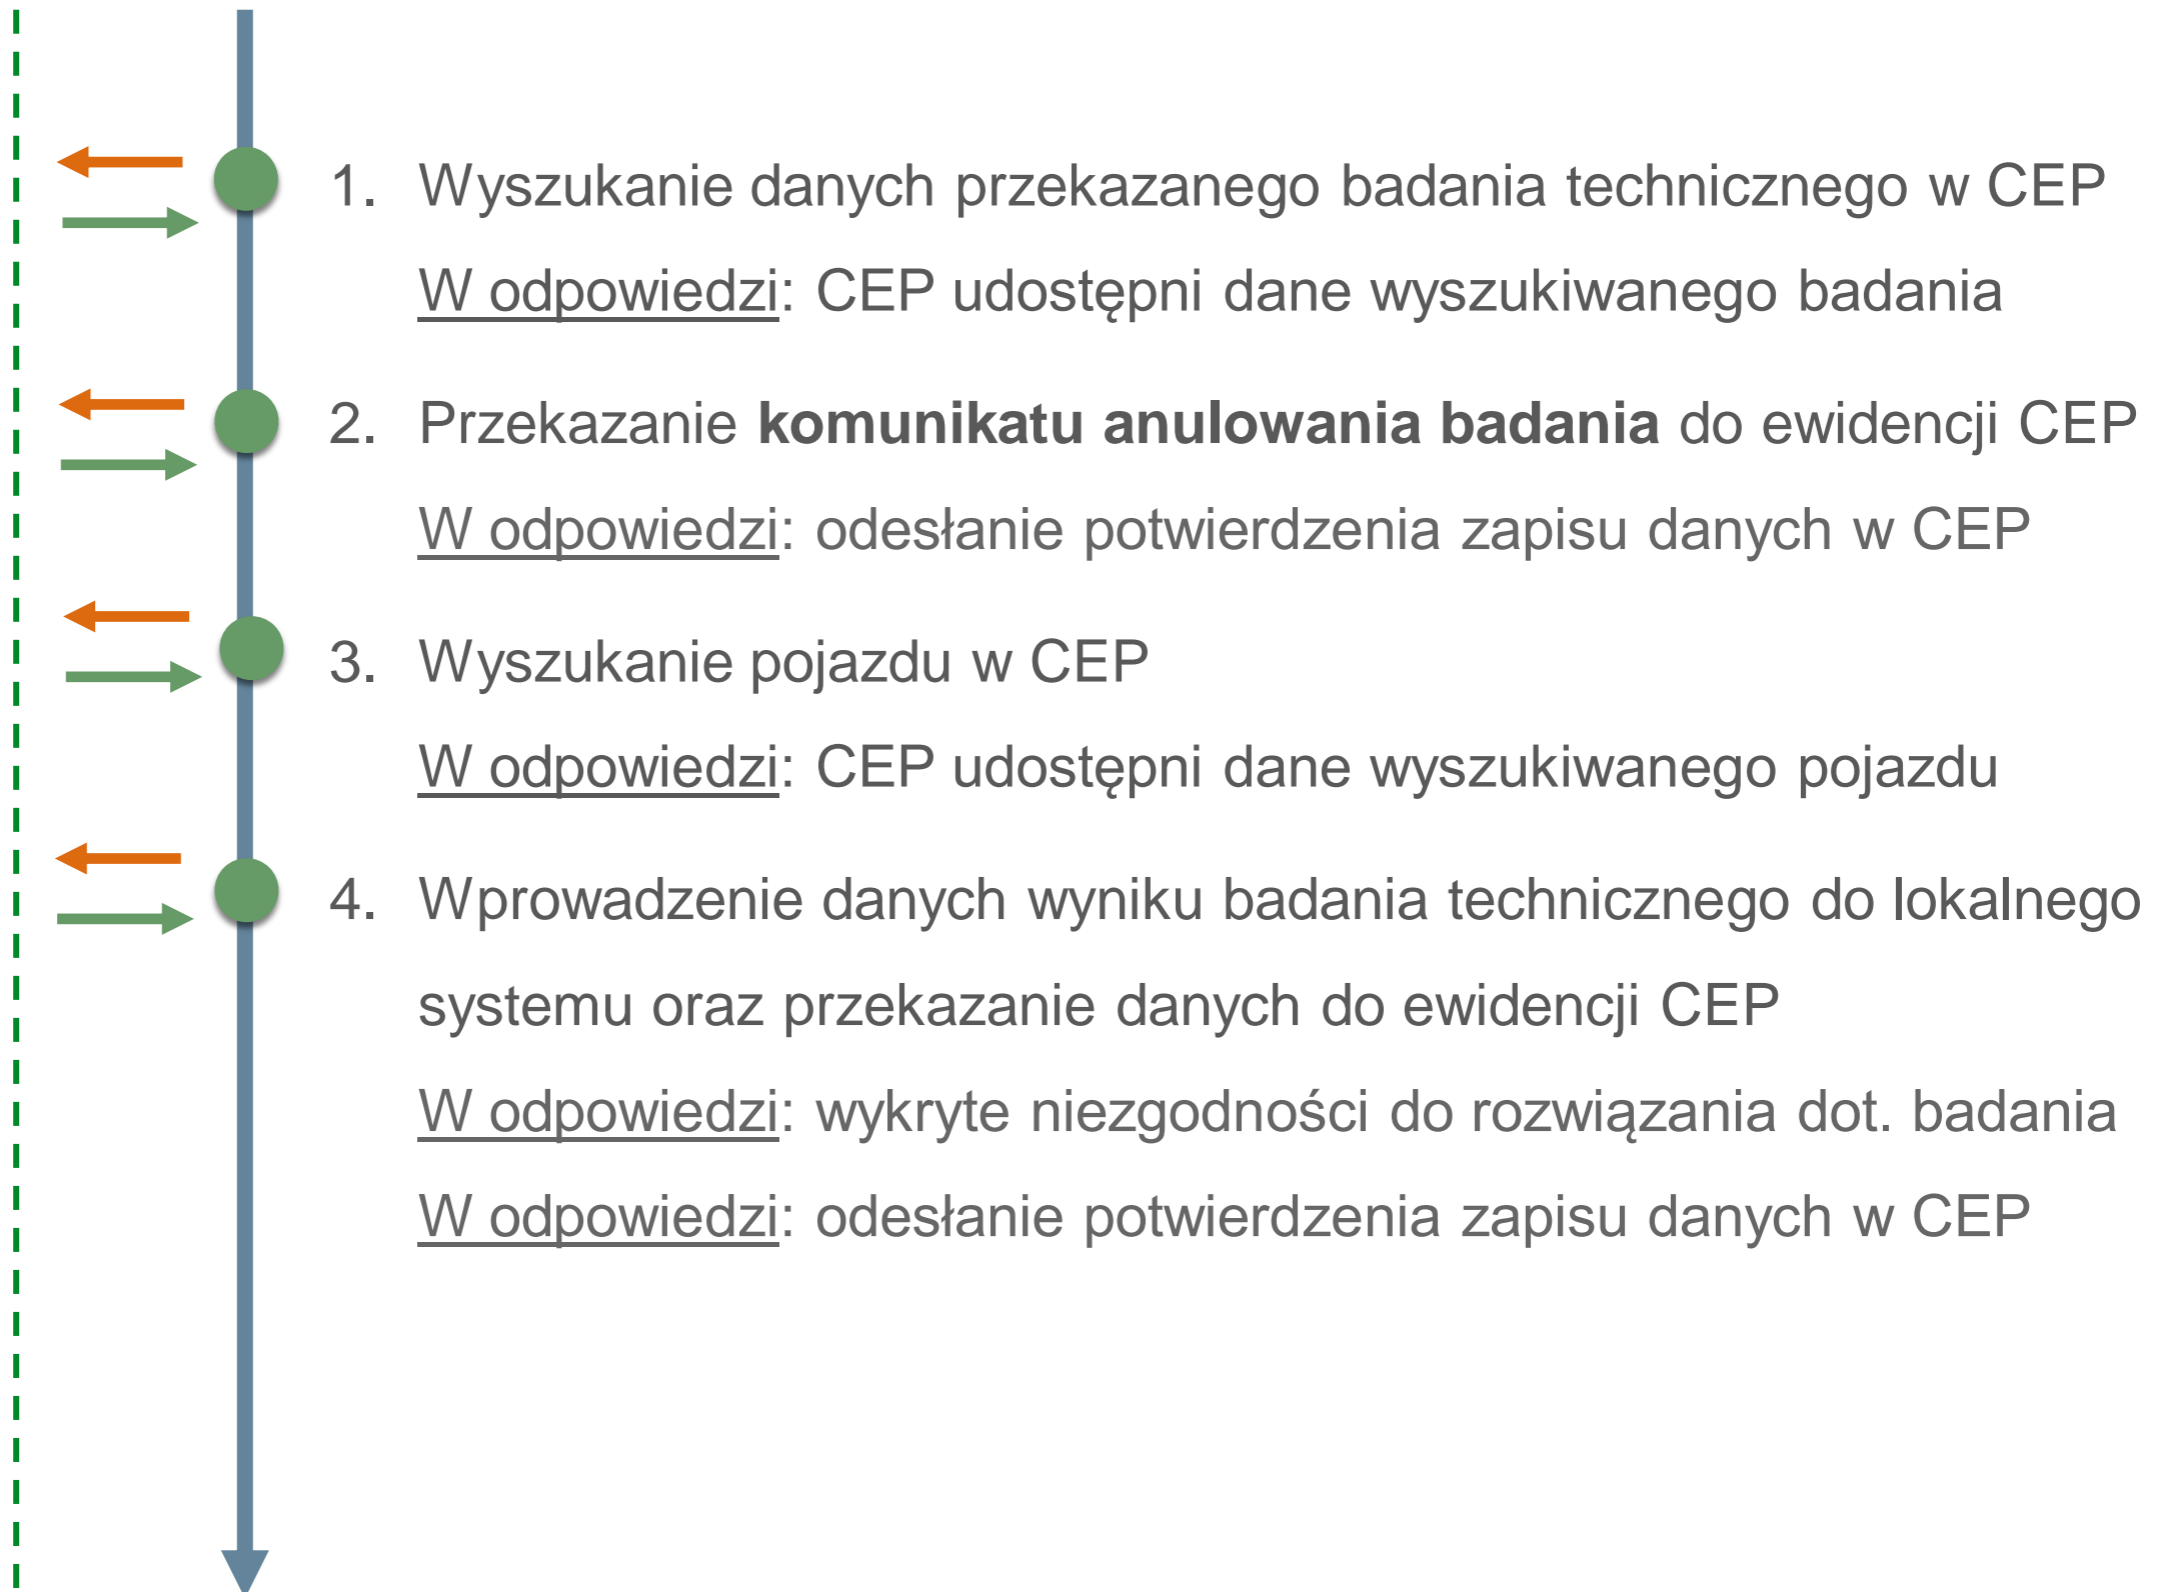 1. Wyszukanie danych przekazanego badania technicznego w CEP
W odpowiedzi: CEP udostępni dane wyszukiwanego badania
2. Przekazanie komunikatu anulowania badania do ewidencji CEP
W odpowiedzi: odesłanie potwierdzenia zapisu danych w CEP
3. Wyszukanie pojazdu w CEP
W odpowiedzi: CEP udostępni dane wyszukiwanego pojazdu
4. Wprowadzenie danych wyniku badania technicznego do lokalnego
systemu oraz przekazanie danych do ewidencji CEP
W odpowiedzi: wykryte niezgodności do rozwiązania dot. badania
W odpowiedzi: odesłanie potwierdzenia zapisu danych w CEP